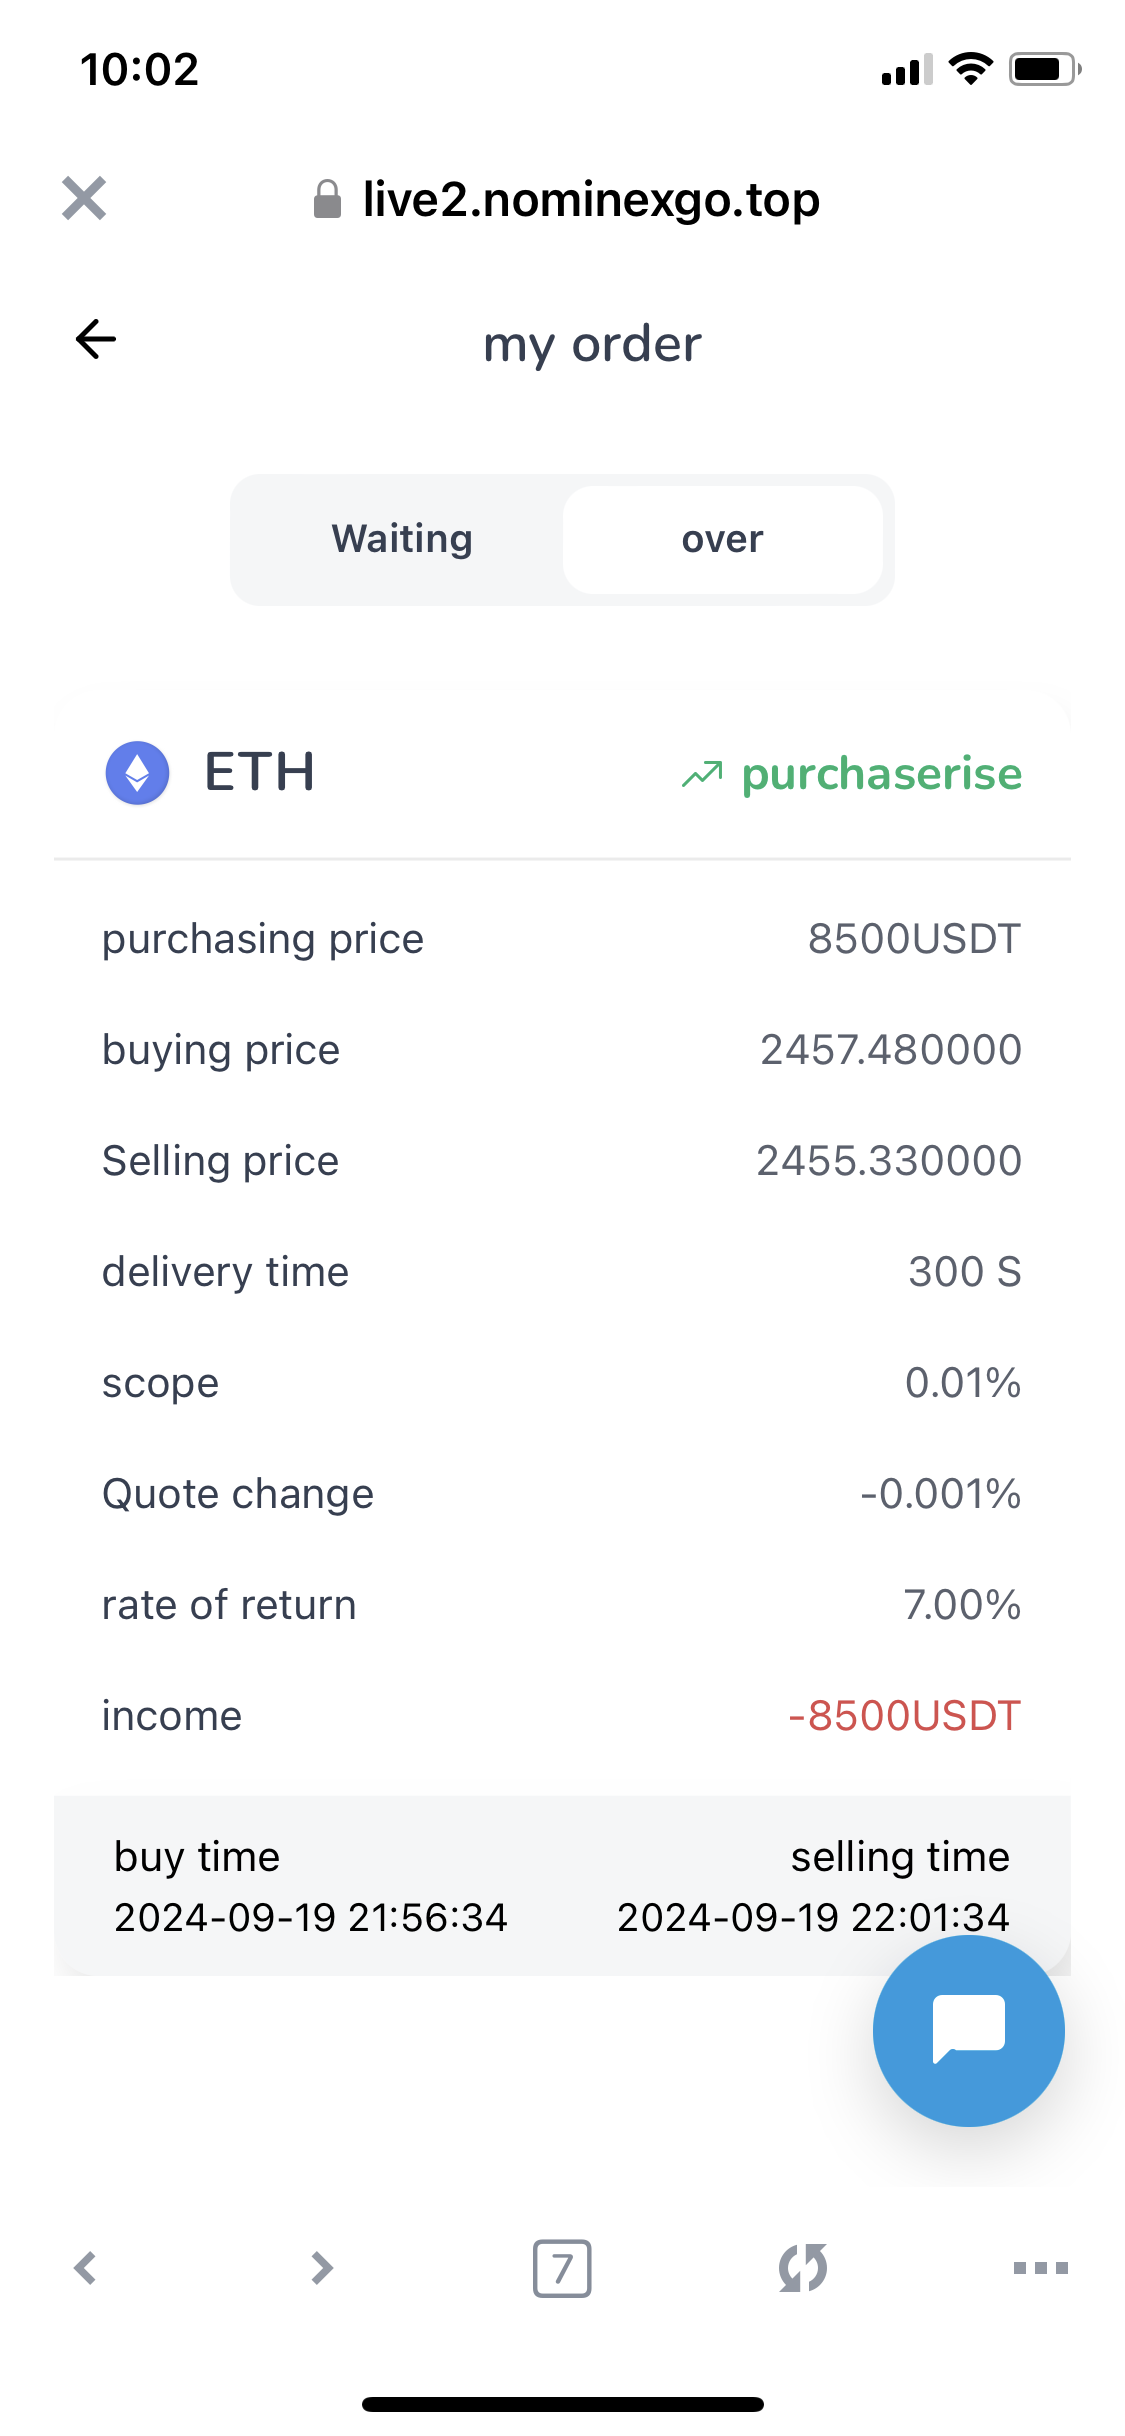 10:02
live2.nominexgo.top
my order
Waiting over
ETH purchaserise
purchasing price 8500USDT
buying price 2457.480000
Selling price 2455.330000
delivery time 300 S
scope 0.01%
Quote change -0.001%
rate of return 7.00%
income -8500USDT
buy time selling time
2024-09-19 21:56:34 2024-09-19 22:01:34
7